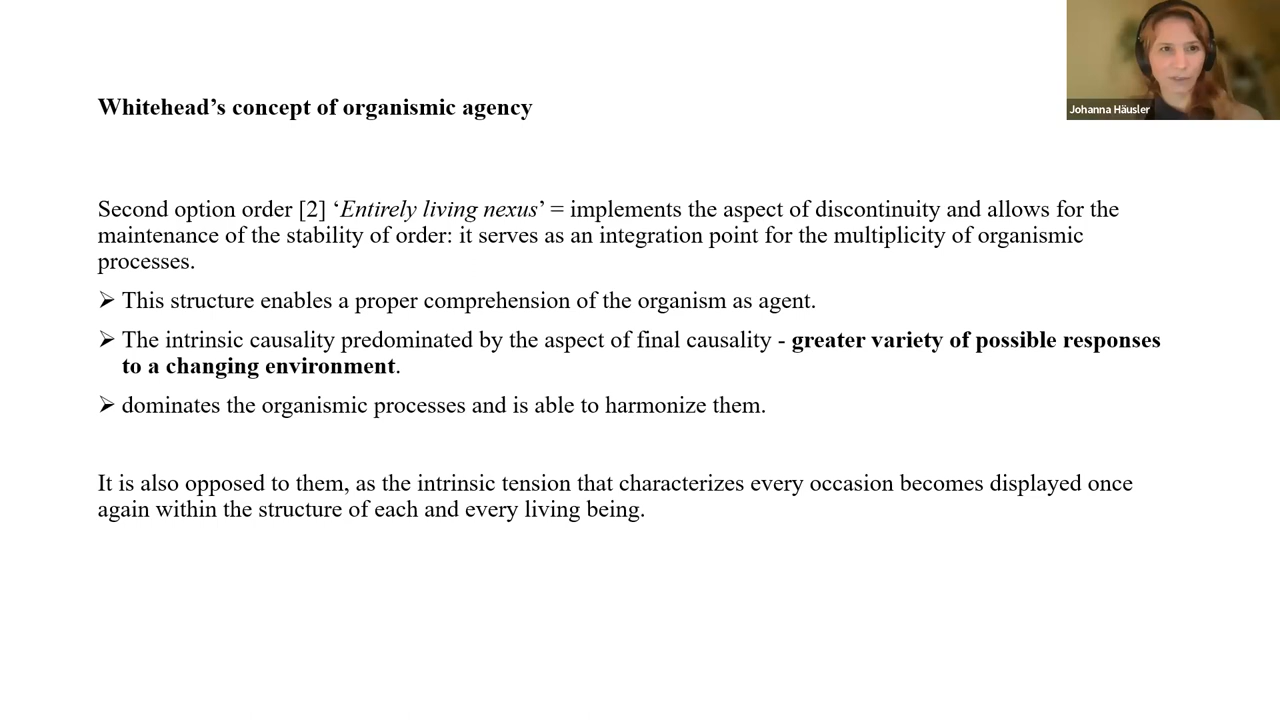 Johanna Häusler
Whitehead’s concept of organismic agency
Second option order [2] ‘Entirely living nexus’ = implements the aspect of discontinuity and allows for the
maintenance of the stability of order: it serves as an integration point for the multiplicity of organismic
processes.
➢ This structure enables a proper comprehension of the organism as agent.
➢ The intrinsic causality predominated by the aspect of final causality - greater variety of possible responses
to a changing environment.
➢ dominates the organismic processes and is able to harmonize them.
It is also opposed to them, as the intrinsic tension that characterizes every occasion becomes displayed once
again within the structure of each and every living being.